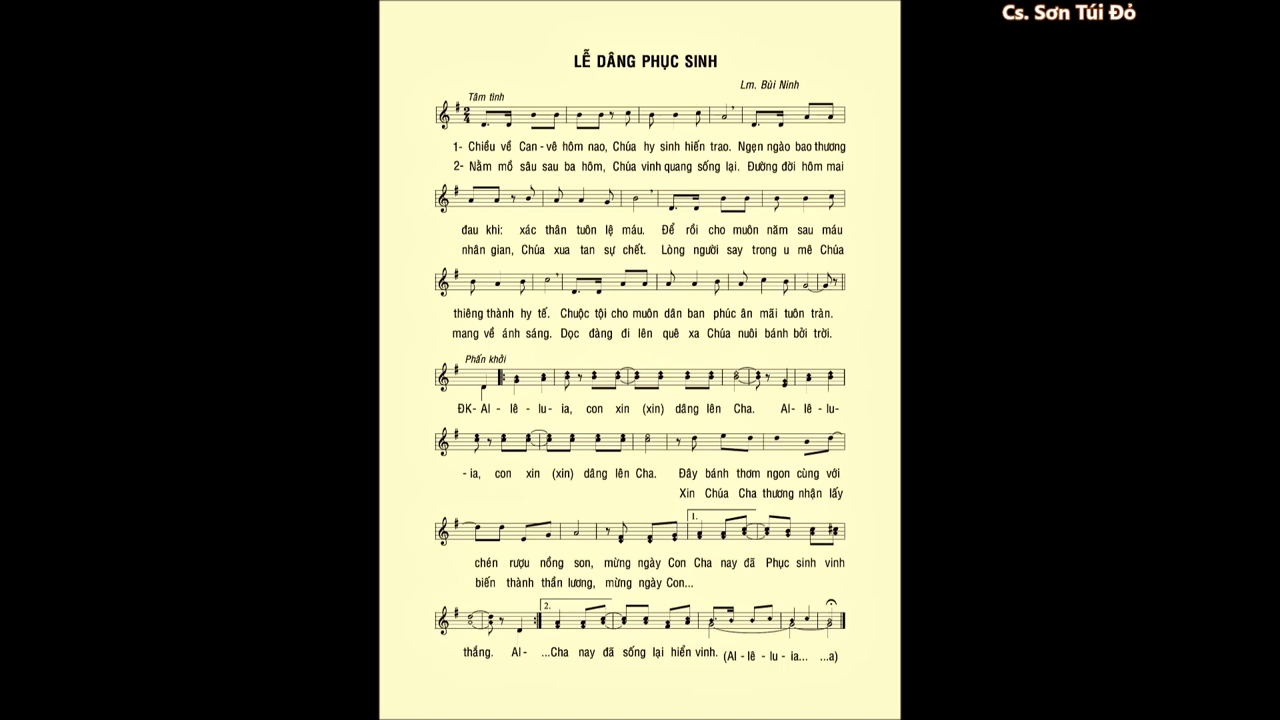 Cs. Sơn Túi Đỏ
LỄ DÂNG PHỤC SINH
Lm. Bùi Ninh
Tâm tình
1- Chiều về Can - vê hôm nao, Chúa hy sinh hiến trao. Ngẹn ngào bao thương
2- Nằm mồ sâu sau ba hôm, Chúa vinh quang sống lại. Đường đời hôm mai
đau khi: xác thân tuôn lệ máu. Để rồi cho muôn năm sau máu
nhân gian, Chúa xua tan sự chết. Lòng người say trong u mê Chúa
thiêng thành hy tế. Chuộc tội cho muôn dân ban phúc ân mãi tuôn tràn.
mang về ánh sáng. Dọc đàng đi lên quê xa Chúa nuôi bánh bởi trời.
Phấn khởi
ĐK- Al - lê - lu - ia, con xin (xin) dâng lên Cha. Al - lê - lu-
- ia, con xin (xin) dâng lên Cha. Đây bánh thơm ngon cùng với
Xin Chúa Cha thương nhận lấy
1.
chén rượu nồng son, mừng ngày Con Cha nay đã Phục sinh vinh
biến thành thần lương, mừng ngày Con...
2.
thắng. Al- ...Cha nay đã sống lại hiển vinh. (Al - lê - lu - ia... ...a)